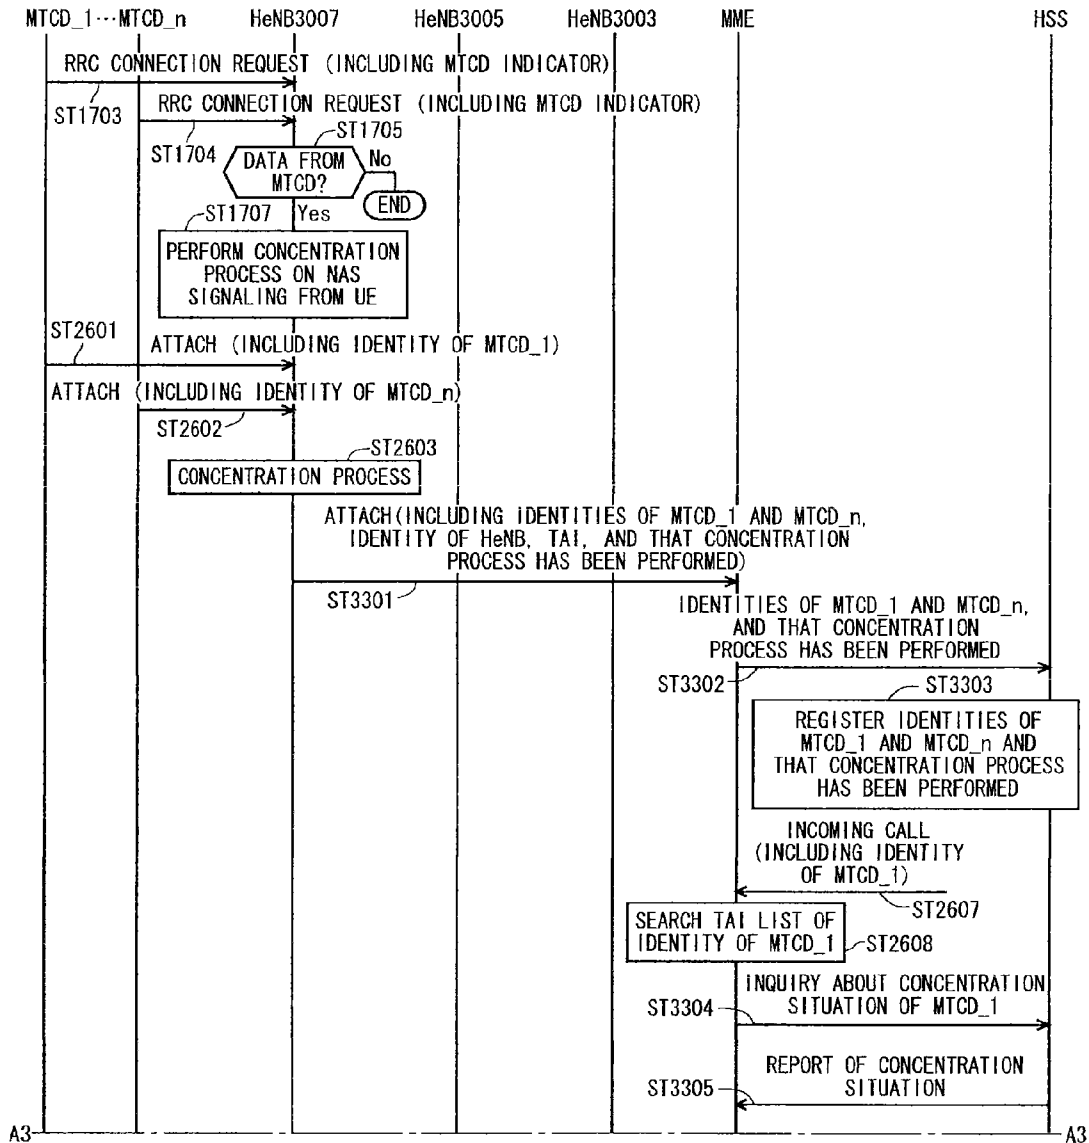 MTCD_1···MTCD_n HeNB3007 HeNB3005 HeNB3003 MME HSS
RRC CONNECTION REQUEST (INCLUDING MTCD INDICATOR)
ST1703
RRC CONNECTION REQUEST (INCLUDING MTCD INDICATOR)
ST1704
ST1705
DATA FROM
MTCD?
No
END
Yes
ST1707
PERFORM CONCENTRATION
PROCESS ON NAS
SIGNALING FROM UE
ST2601
ATTACH (INCLUDING IDENTITY OF MTCD_1)
ATTACH (INCLUDING IDENTITY OF MTCD_n)
ST2602
ST2603
CONCENTRATION PROCESS
ATTACH(INCLUDING IDENTITIES OF MTCD_1 AND MTCD_n,
IDENTITY OF HeNB, TAI, AND THAT CONCENTRATION
PROCESS HAS BEEN PERFORMED)
ST3301
IDENTITIES OF MTCD_1 AND MTCD_n,
AND THAT CONCENTRATION
PROCESS HAS BEEN PERFORMED
ST3302
ST3303
REGISTER IDENTITIES OF
MTCD_1 AND MTCD_n AND
THAT CONCENTRATION PROCESS
HAS BEEN PERFORMED
INCOMING CALL
(INCLUDING IDENTITY
OF MTCD_1)
ST2607
SEARCH TAI LIST OF
IDENTITY OF MTCD_1
ST2608
INQUIRY ABOUT CONCENTRATION
SITUATION OF MTCD_1
ST3304
REPORT OF CONCENTRATION
SITUATION
ST3305
A3 A3